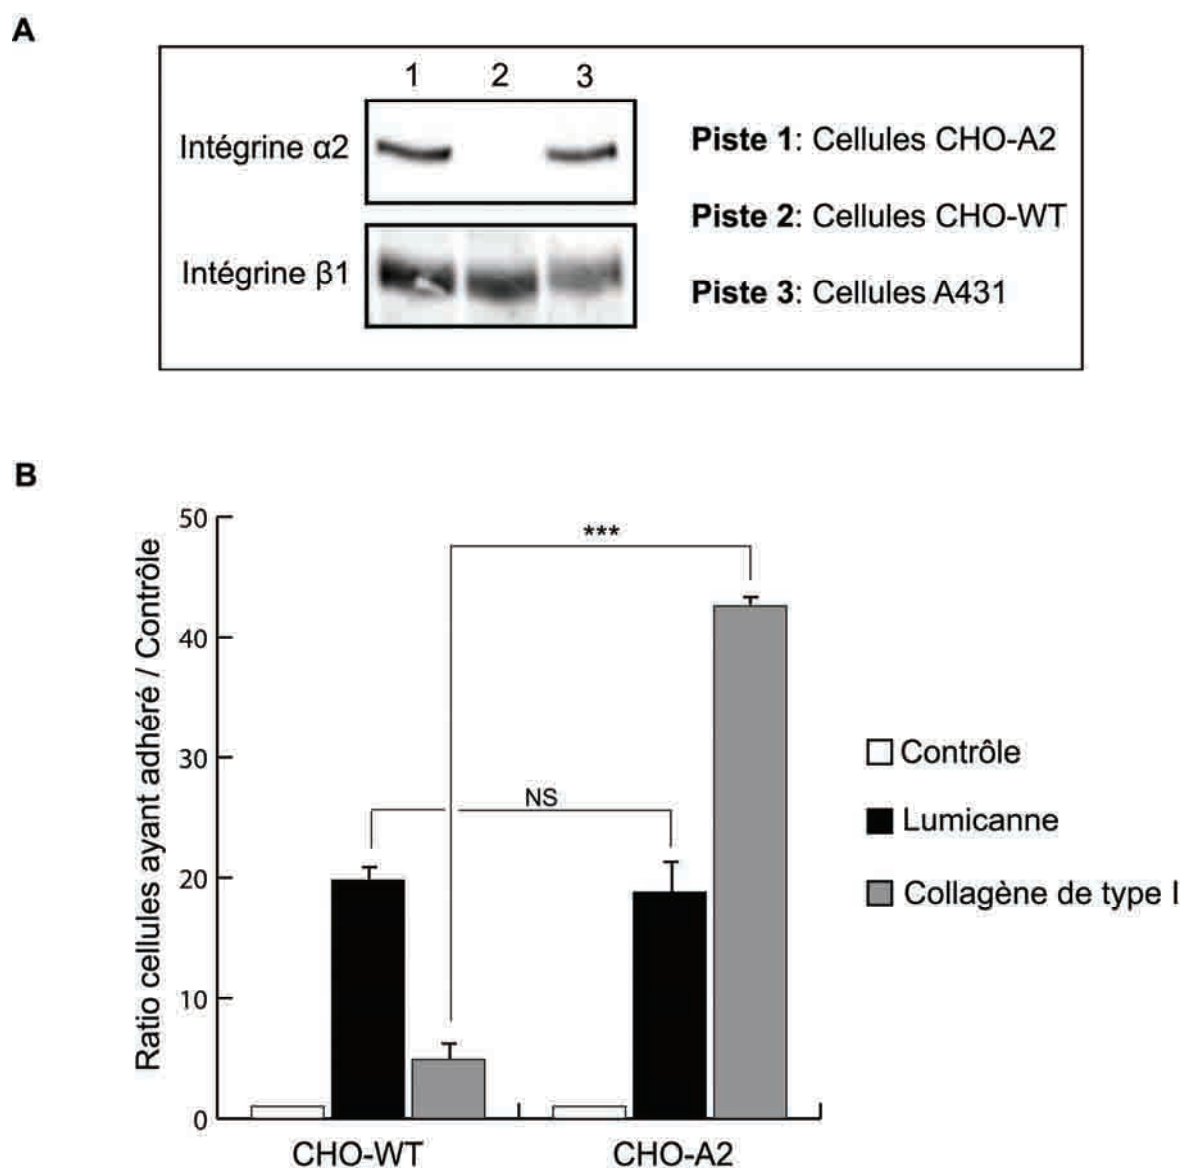 A
1 2 3
Intégrine α2
Intégrine β1
Piste 1: Cellules CHO-A2
Piste 2: Cellules CHO-WT
Piste 3: Cellules A431
B
Ratio cellules ayant adhéré / Contrôle
50
40
30
20
10
0
***
NS
CHO-WT
CHO-A2
Contrôle
Lumicanne
Collagène de type I